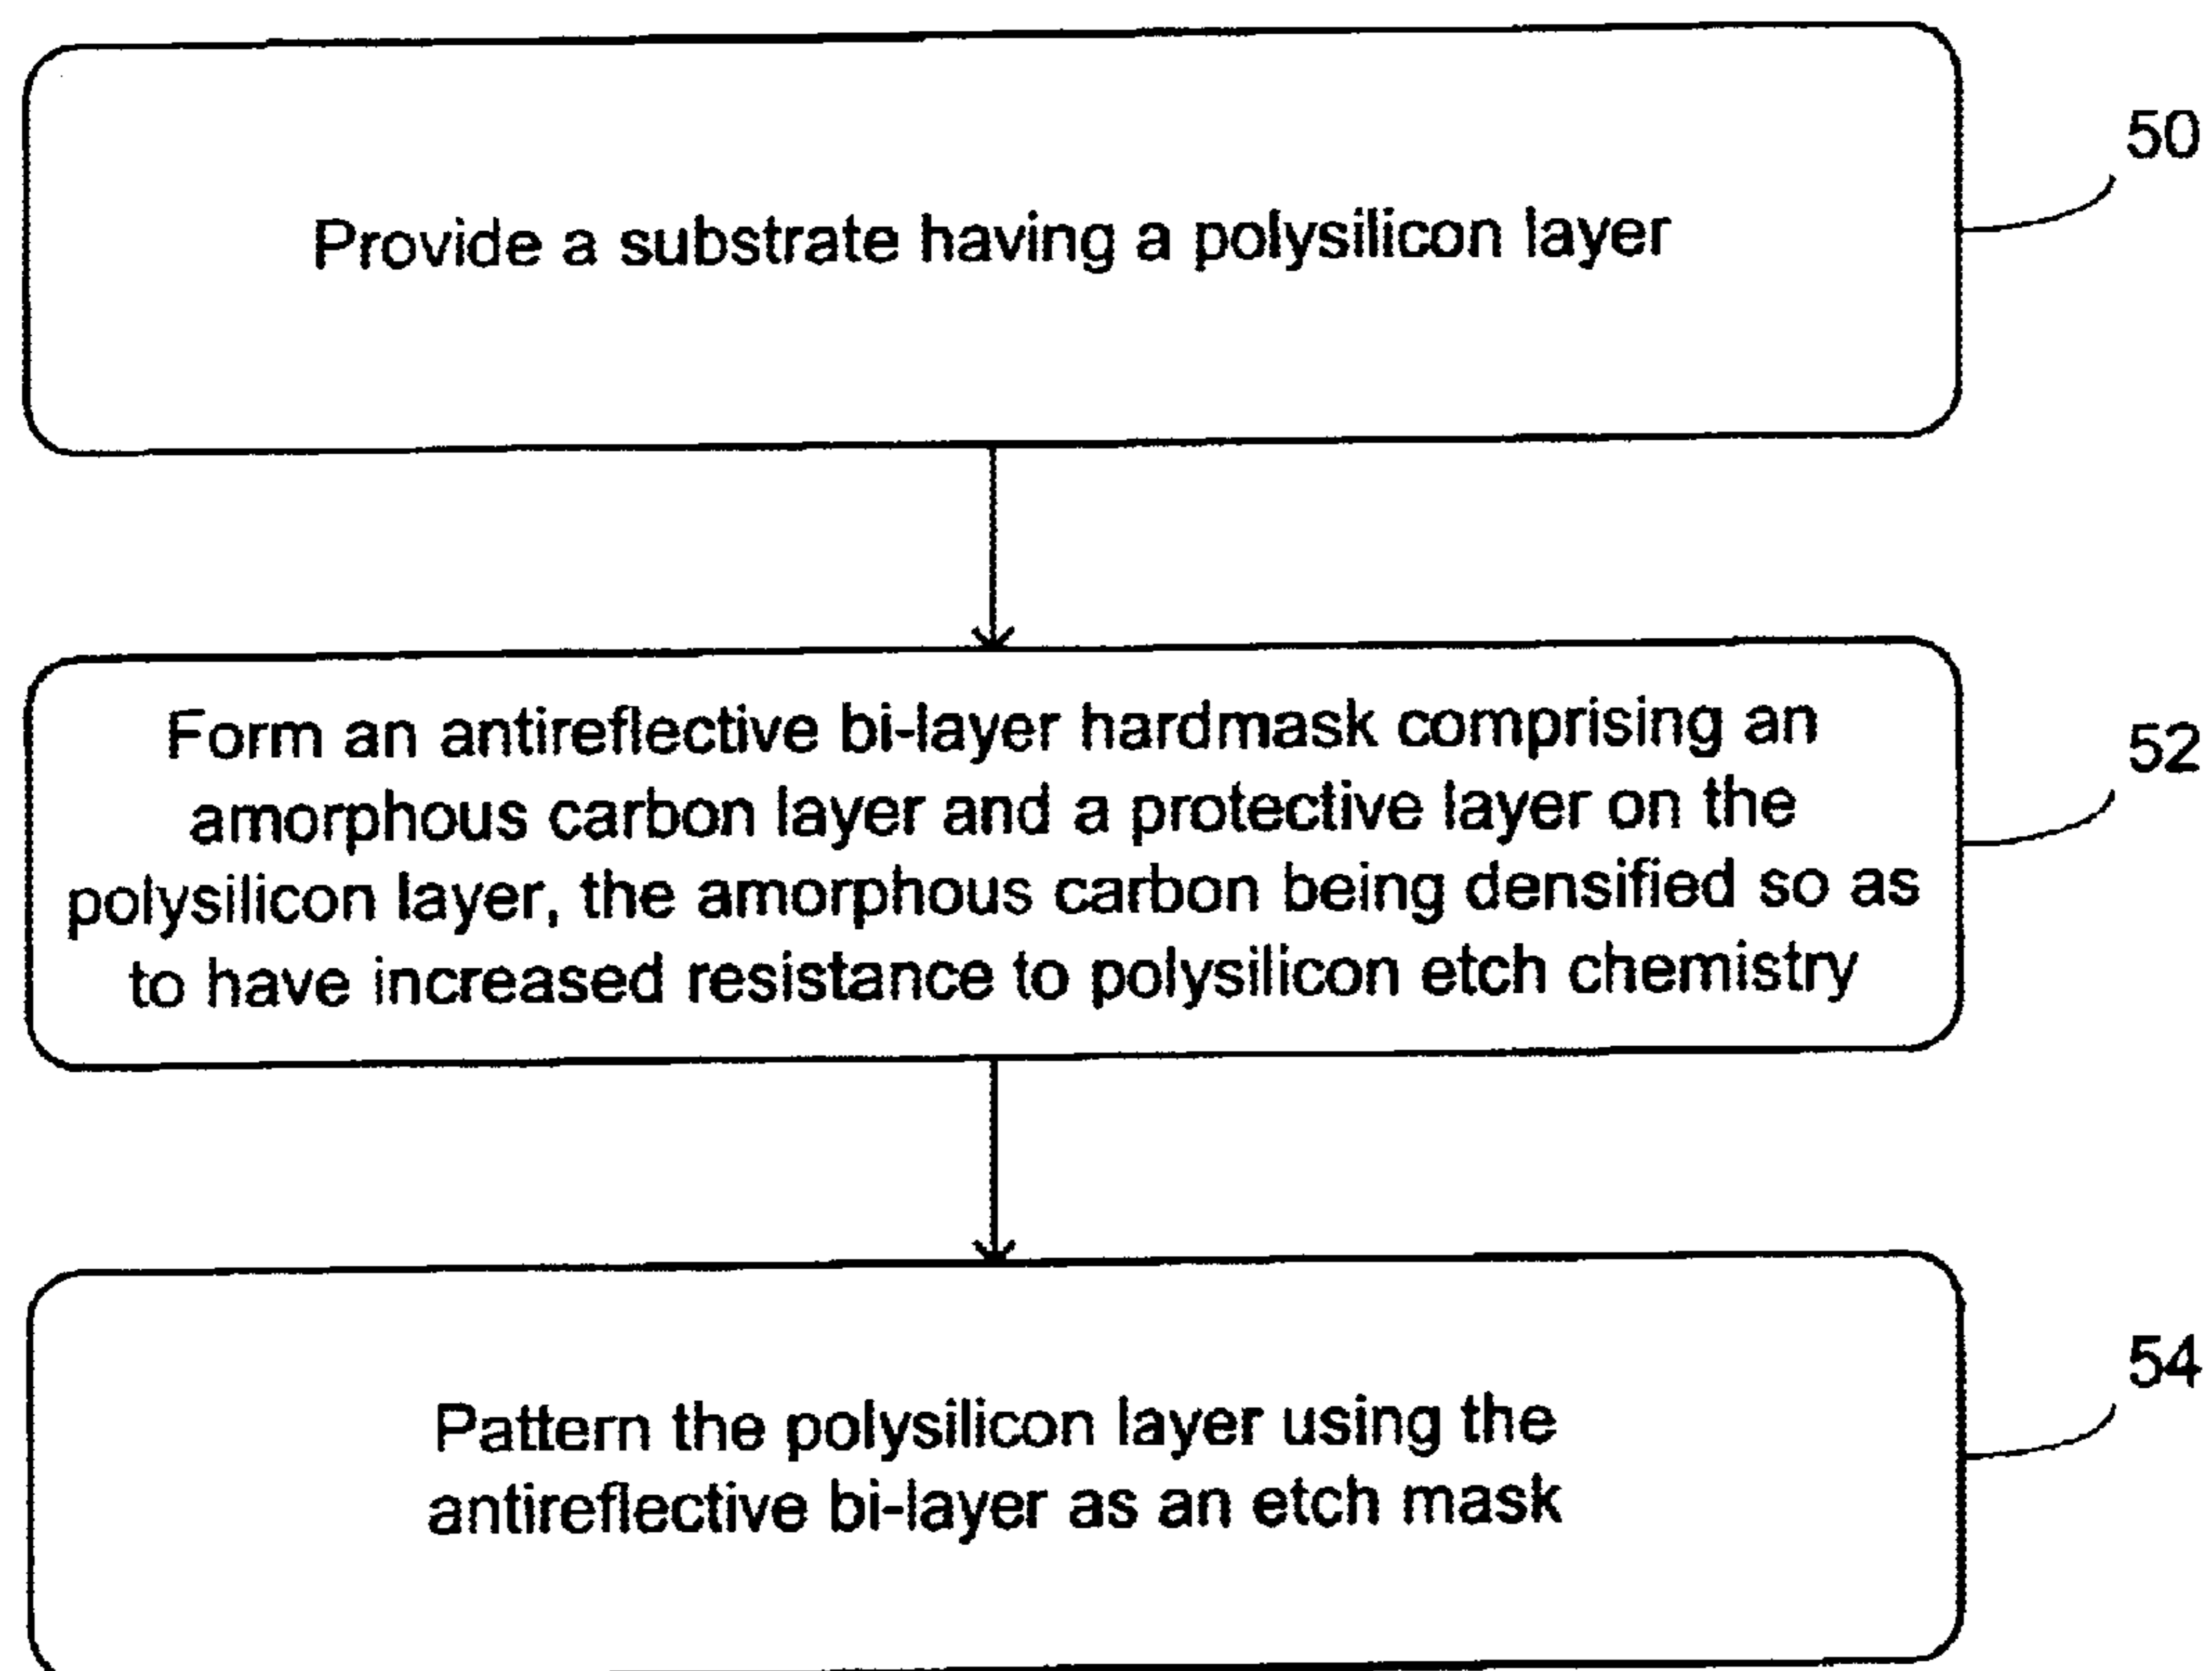 50
Provide a substrate having a polysilicon layer
52
Form an antireflective bi-layer hardmask comprising an
amorphous carbon layer and a protective layer on the
polysilicon layer, the amorphous carbon being densified so as
to have increased resistance to polysilicon etch chemistry
54
Pattern the polysilicon layer using the
antireflective bi-layer as an etch mask